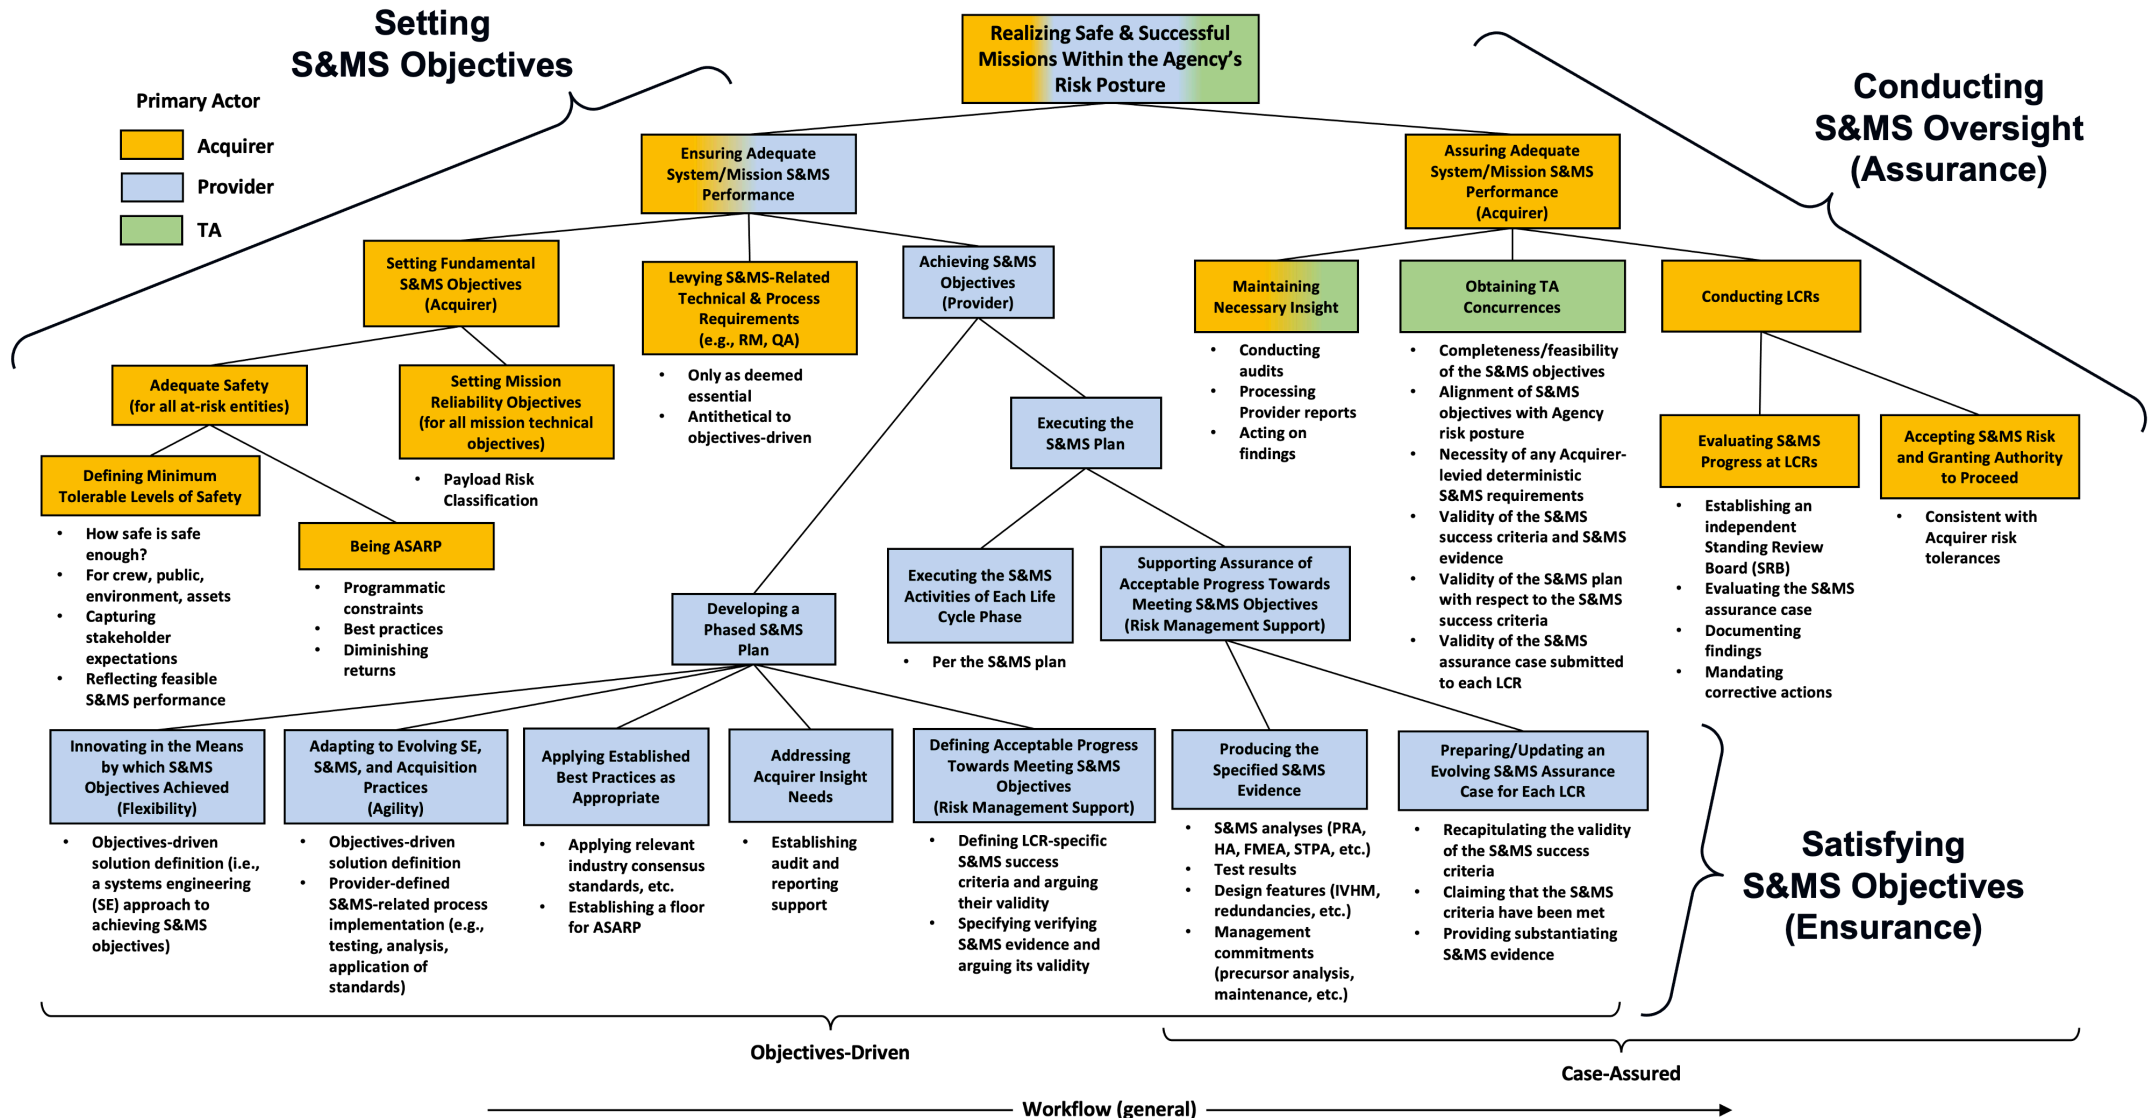 Setting
S&MS Objectives
Primary Actor
Acquirer
Provider
TA
Realizing Safe & Successful
Missions Within the Agency's
Risk Posture
Conducting
S&MS Oversight
(Assurance)
Ensuring Adequate
System/Mission S&MS
Performance
Assuring Adequate
System/Mission S&MS
Performance
(Acquirer)
Setting Fundamental
S&MS Objectives
(Acquirer)
Levying S&MS-Related
Technical & Process
Requirements
(e.g., RM, QA)
• Only as deemed
essential
• Antithetical to
objectives-driven
Achieving S&MS
Objectives
(Provider)
Maintaining
Necessary Insight
• Conducting
audits
• Processing
Provider reports
• Acting on
findings
Obtaining TA
Concurrences
• Completeness/feasibility
of the S&MS objectives
• Alignment of S&MS
objectives with Agency
risk posture
• Necessity of any Acquirer-
levied deterministic
S&MS requirements
• Validity of the S&MS
success criteria and S&MS
evidence
• Validity of the S&MS plan
with respect to the S&MS
success criteria
• Validity of the S&MS
assurance case submitted
to each LCR
Conducting LCRs
Adequate Safety
(for all at-risk entities)
Setting Mission
Reliability Objectives
(for all mission technical
objectives)
• Payload Risk
Classification
Executing the
S&MS Plan
Evaluating S&MS
Progress at LCRs
• Establishing an
independent
Standing Review
Board (SRB)
• Evaluating the S&MS
assurance case
• Documenting
findings
• Mandating
corrective actions
Accepting S&MS Risk
and Granting Authority
to Proceed
• Consistent with
Acquirer risk
tolerances
Defining Minimum
Tolerable Levels of Safety
• How safe is safe
enough?
• For crew, public,
environment, assets
• Capturing
stakeholder
expectations
• Reflecting feasible
S&MS performance
Being ASARP
• Programmatic
constraints
• Best practices
• Diminishing
returns
Developing a
Phased S&MS
Plan
Executing the S&MS
Activities of Each Life
Cycle Phase
• Per the S&MS plan
Supporting Assurance of
Acceptable Progress Towards
Meeting S&MS Objectives
(Risk Management Support)
Innovating in the Means
by which S&MS
Objectives Achieved
(Flexibility)
• Objectives-driven
solution definition (i.e.,
a systems engineering
(SE) approach to
achieving S&MS
objectives)
Adapting to Evolving SE,
S&MS, and Acquisition
Practices
(Agility)
• Objectives-driven
solution definition
• Provider-defined
S&MS-related process
implementation (e.g.,
testing, analysis,
application of
standards)
Applying Established
Best Practices as
Appropriate
• Applying relevant
industry consensus
standards, etc.
• Establishing a floor
for ASARP
Addressing
Acquirer Insight
Needs
• Establishing
audit and
reporting
support
Defining Acceptable Progress
Towards Meeting S&MS
Objectives
(Risk Management Support)
• Defining LCR-specific
S&MS success
criteria and arguing
their validity
• Specifying verifying
S&MS evidence and
arguing its validity
Producing the
Specified S&MS
Evidence
• S&MS analyses (PRA,
HA, FMEA, STPA, etc.)
• Test results
• Design features (IVHM,
redundancies, etc.)
• Management
commitments
(precursor analysis,
maintenance, etc.)
Preparing/Updating an
Evolving S&MS Assurance
Case for Each LCR
• Recapitulating the validity
of the S&MS success
criteria
• Claiming that the S&MS
criteria have been met
• Providing substantiating
S&MS evidence
Satisfying
S&MS Objectives
(Ensurance)
Objectives-Driven
Case-Assured
Workflow (general)